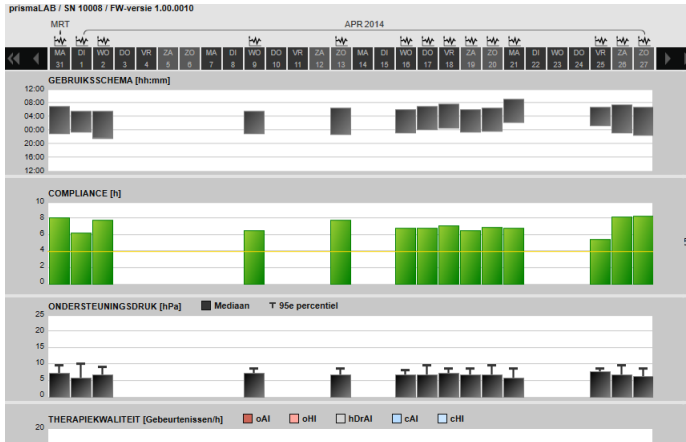 prismaLAB / SN 10008 / FW-versie 1.00.0010
MRT APR 2014
MA DI WO DO VR ZA ZO MA DI WO DO VR ZA ZO MA DI WO DO VR ZA ZO MA DI WO DO VR ZA ZO
31 1 2 3 4 5 6 7 8 9 10 11 12 13 14 15 16 17 18 19 20 21 22 23 24 25 26 27
GEBRUIKSSCHEMA [hh:mm]
12:00
08:00
04:00
00:00
20:00
16:00
12:00
COMPLIANCE [h]
10
8
6
4
2
0
ONDERSTEUNINGSDRUK [hPa] Mediaan 95e percentiel
25
20
15
10
5
0
THERAPIEKWALITEIT [Gebeurtenissen/h] oAI oHI hDrAI cAI cHI
20